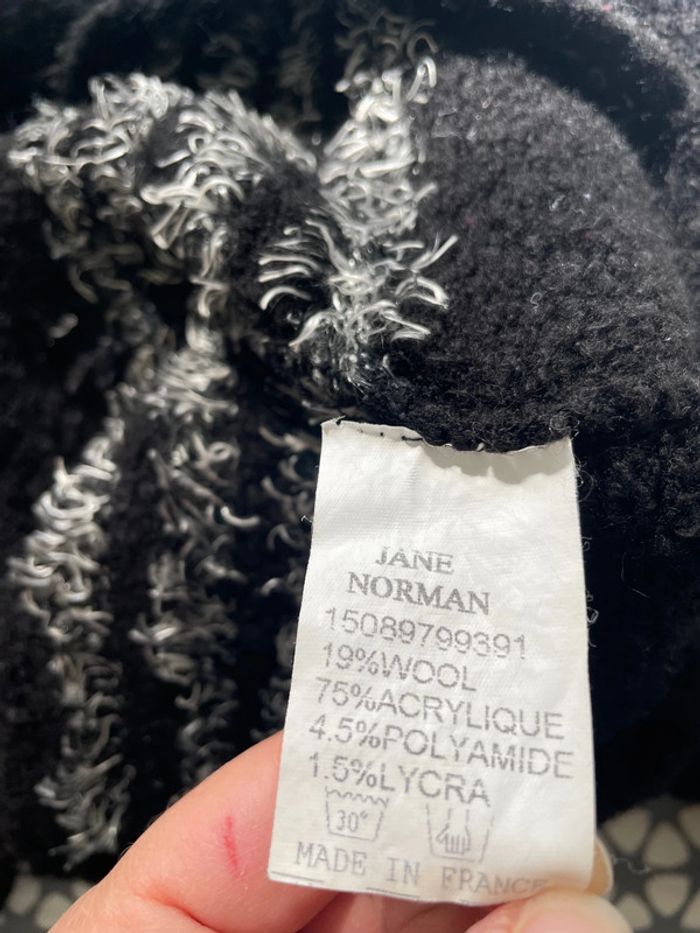 JANE
NORMAN
15089799391
19%WOOL
75%ACRYLIQUE
4.5%POLYAMIDE
1.5%LYCRA
30°
MADE IN FRANCE